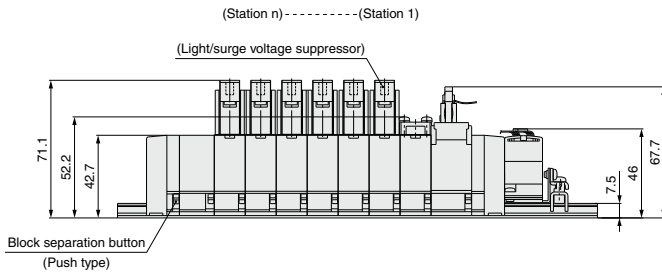 (Station n)----------(Station 1)
(Light/surge voltage suppressor)
71.1
52.2
42.7
7.5
46
67.7
Block separation button
(Push type)